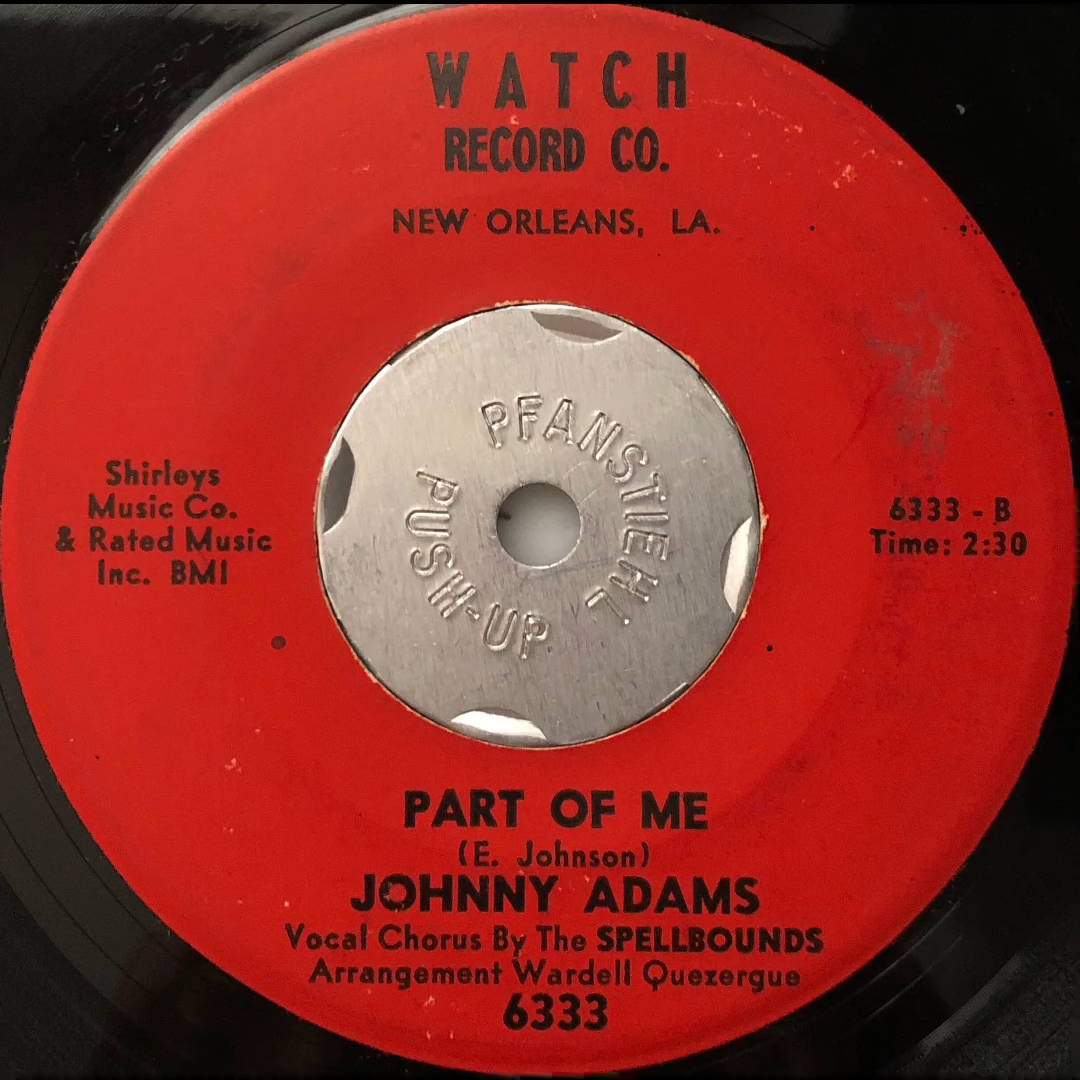 WATCH
RECORD CO.
NEW ORLEANS, LA.
PFANSTIEHL
PUSH-UP
Shirleys
Music Co.
& Rated Music
Inc. BMI
6333 - B
Time: 2:30
PART OF ME
(E. Johnson)
JOHNNY ADAMS
Vocal Chorus By The SPELLBOUNDS
Arrangement Wardell Quezergue
6333